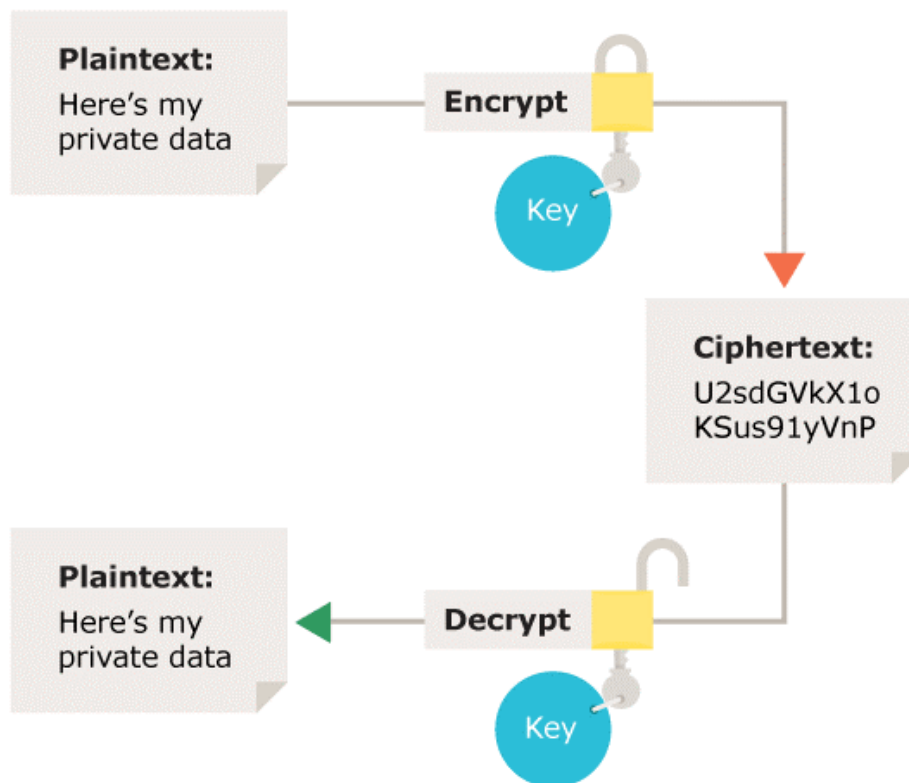 Plaintext:
Here’s my
private data
Encrypt
Key
Ciphertext:
U2sdGVkX1o
KSus91yVnP
Decrypt
Key
Plaintext:
Here’s my
private data